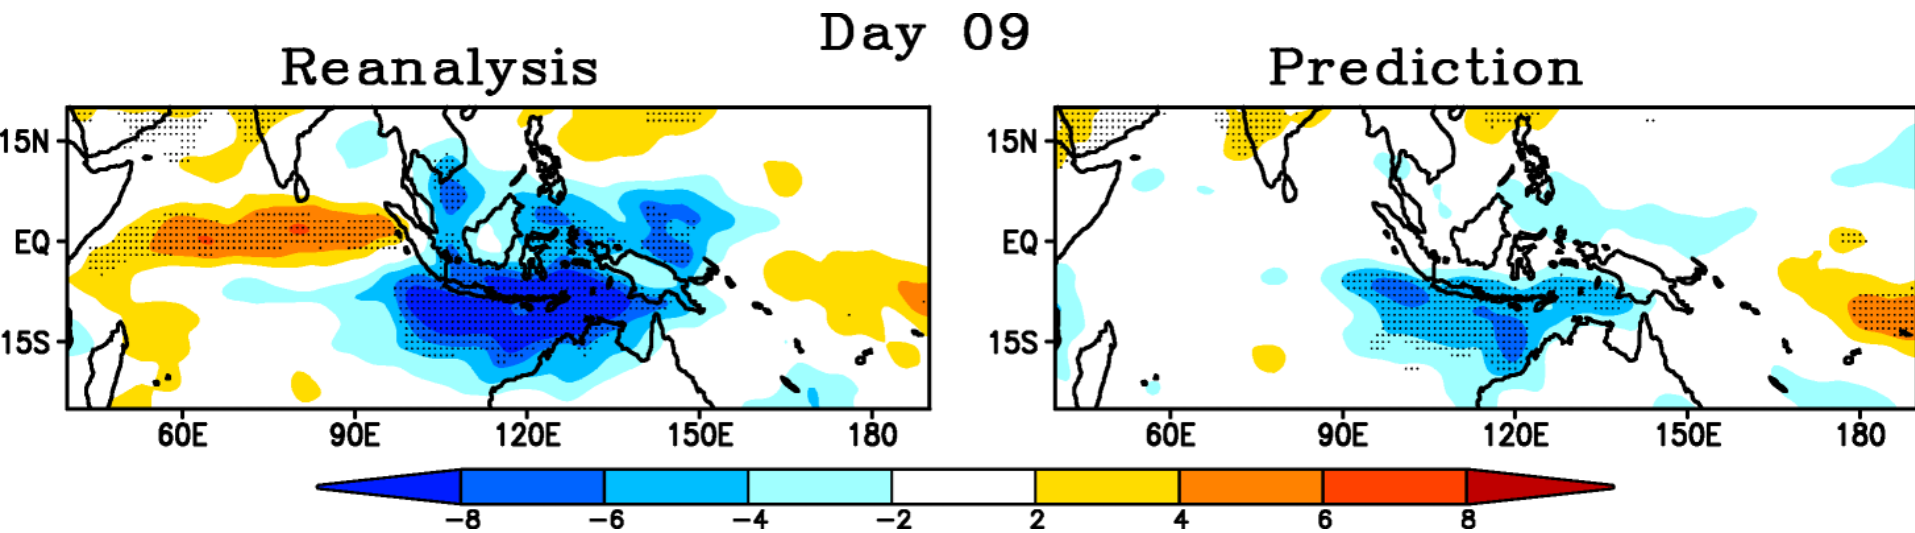 Day 09
Reanalysis Prediction
15N 15N
EQ EQ
15S 15S
60E 90E 120E 150E 180 60E 90E 120E 150E 180
−8 −6 −4 −2 2 4 6 8